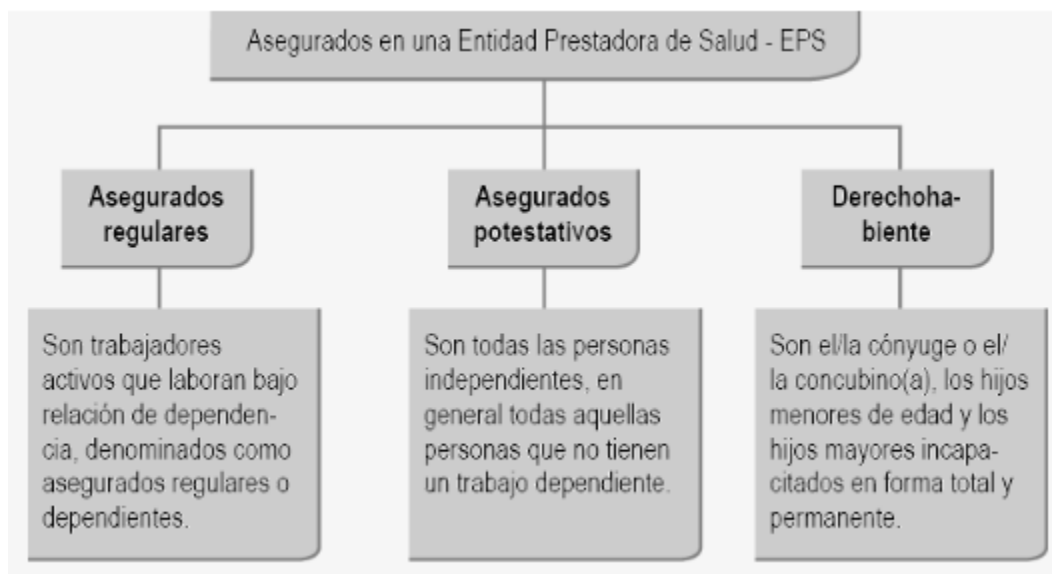 Asegurados en una Entidad Prestadora de Salud - EPS
Asegurados
regulares
Son trabajadores
activos que laboran bajo
relación de dependen-
cia, denominados como
asegurados regulares o
dependientes.
Asegurados
potestativos
Son todas las personas
independientes, en
general todas aquellas
personas que no tienen
un trabajo dependiente.
Derechoha-
biente
Son el/la cónyuge o el/
la concubino(a), los hijos
menores de edad y los
hijos mayores incapa-
citados en forma total y
permanente.